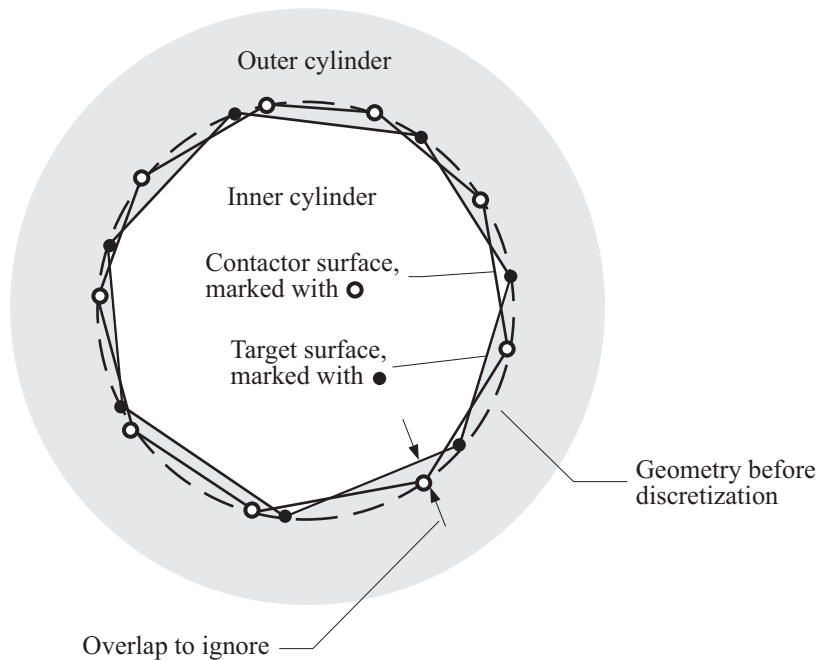 Outer cylinder
Inner cylinder
Contactor surface,
marked with
Target surface,
marked with
Geometry before
discretization
Overlap to ignore